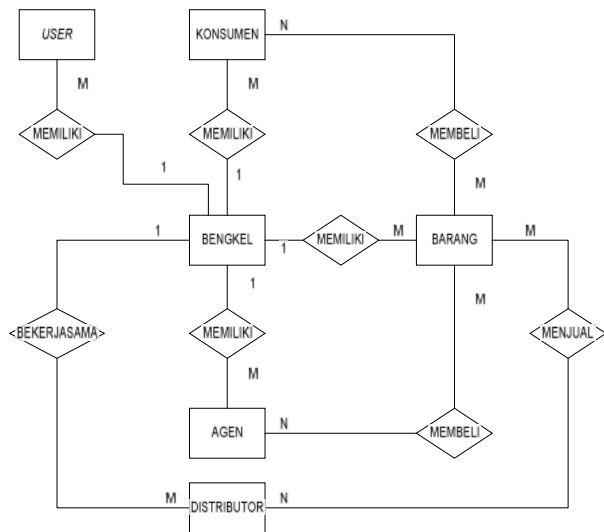 USER
KONSUMEN
N
M
M
M
MEMILIKI
MEMILIKI
MEMBELI
1
1
M
1
BENGKEL
1
MEMILIKI
M
BARANG
M
1
M
BEKERJASAMA
MEMILIKI
MENJUAL
M
AGEN
N
MEMBELI
M
DISTRIBUTOR
N